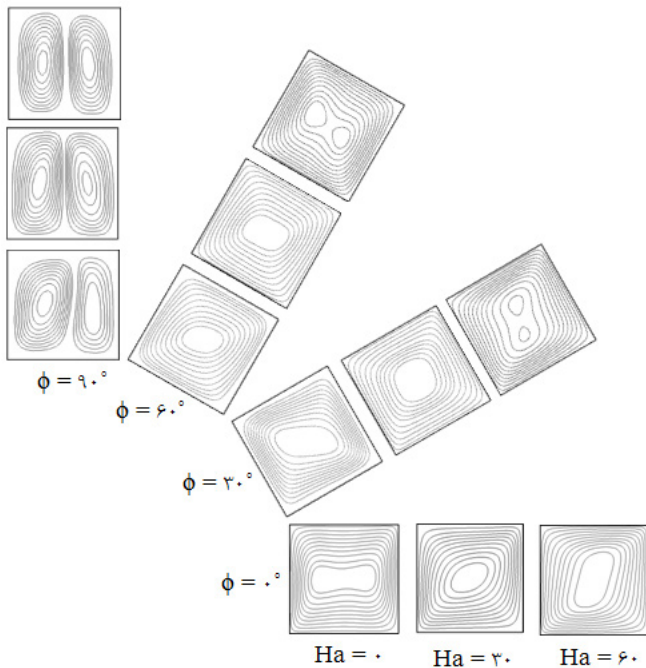 ϕ = ۹۰°
ϕ = ۶۰°
ϕ = ۳۰°
ϕ = ۰°
Ha = ۰ Ha = ۳۰ Ha = ۶۰